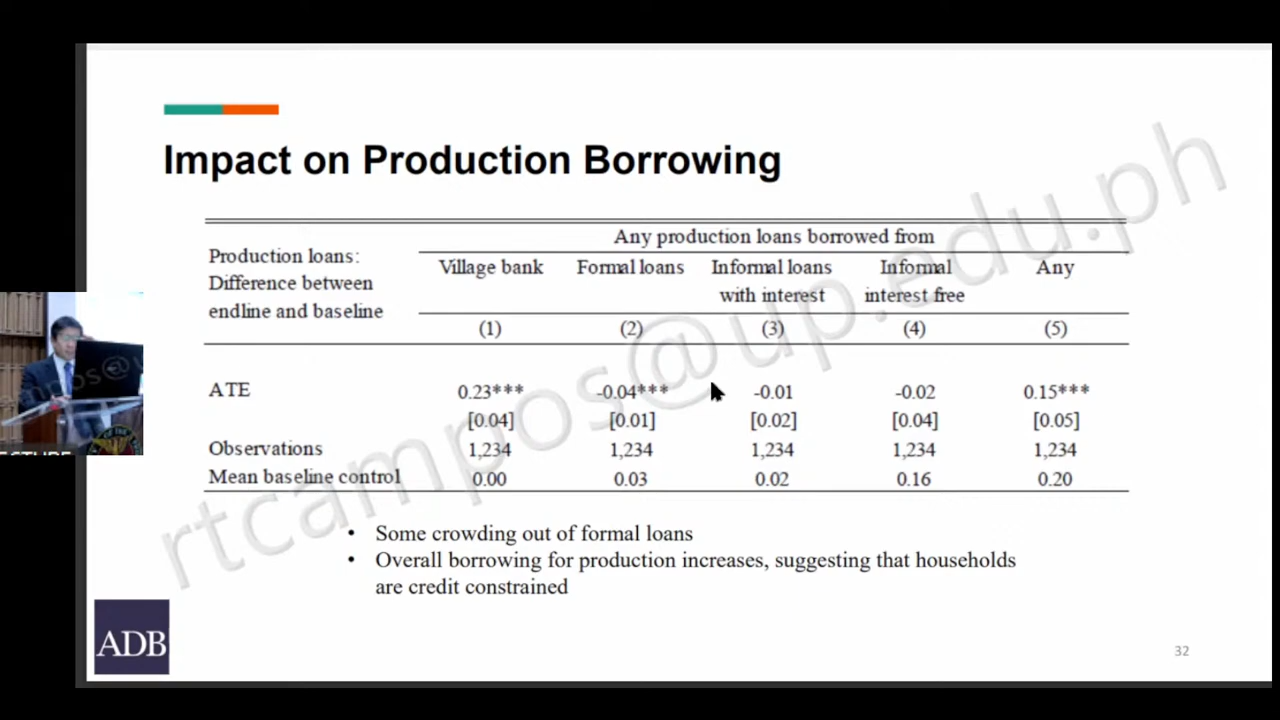 Impact on Production Borrowing
Any production loans borrowed from
Production loans:
Difference between
endline and baseline
Village bank Formal loans Informal loans with interest Informal interest free Any
(1) (2) (3) (4) (5)
ATE 0.23*** -0.04*** -0.01 -0.02 0.15***
[0.04] [0.01] [0.02] [0.04] [0.05]
Observations 1,234 1,234 1,234 1,234 1,234
Mean baseline control 0.00 0.03 0.02 0.16 0.20
• Some crowding out of formal loans
• Overall borrowing for production increases, suggesting that households
are credit constrained
ADB
32
rtcampos@up.edu.ph